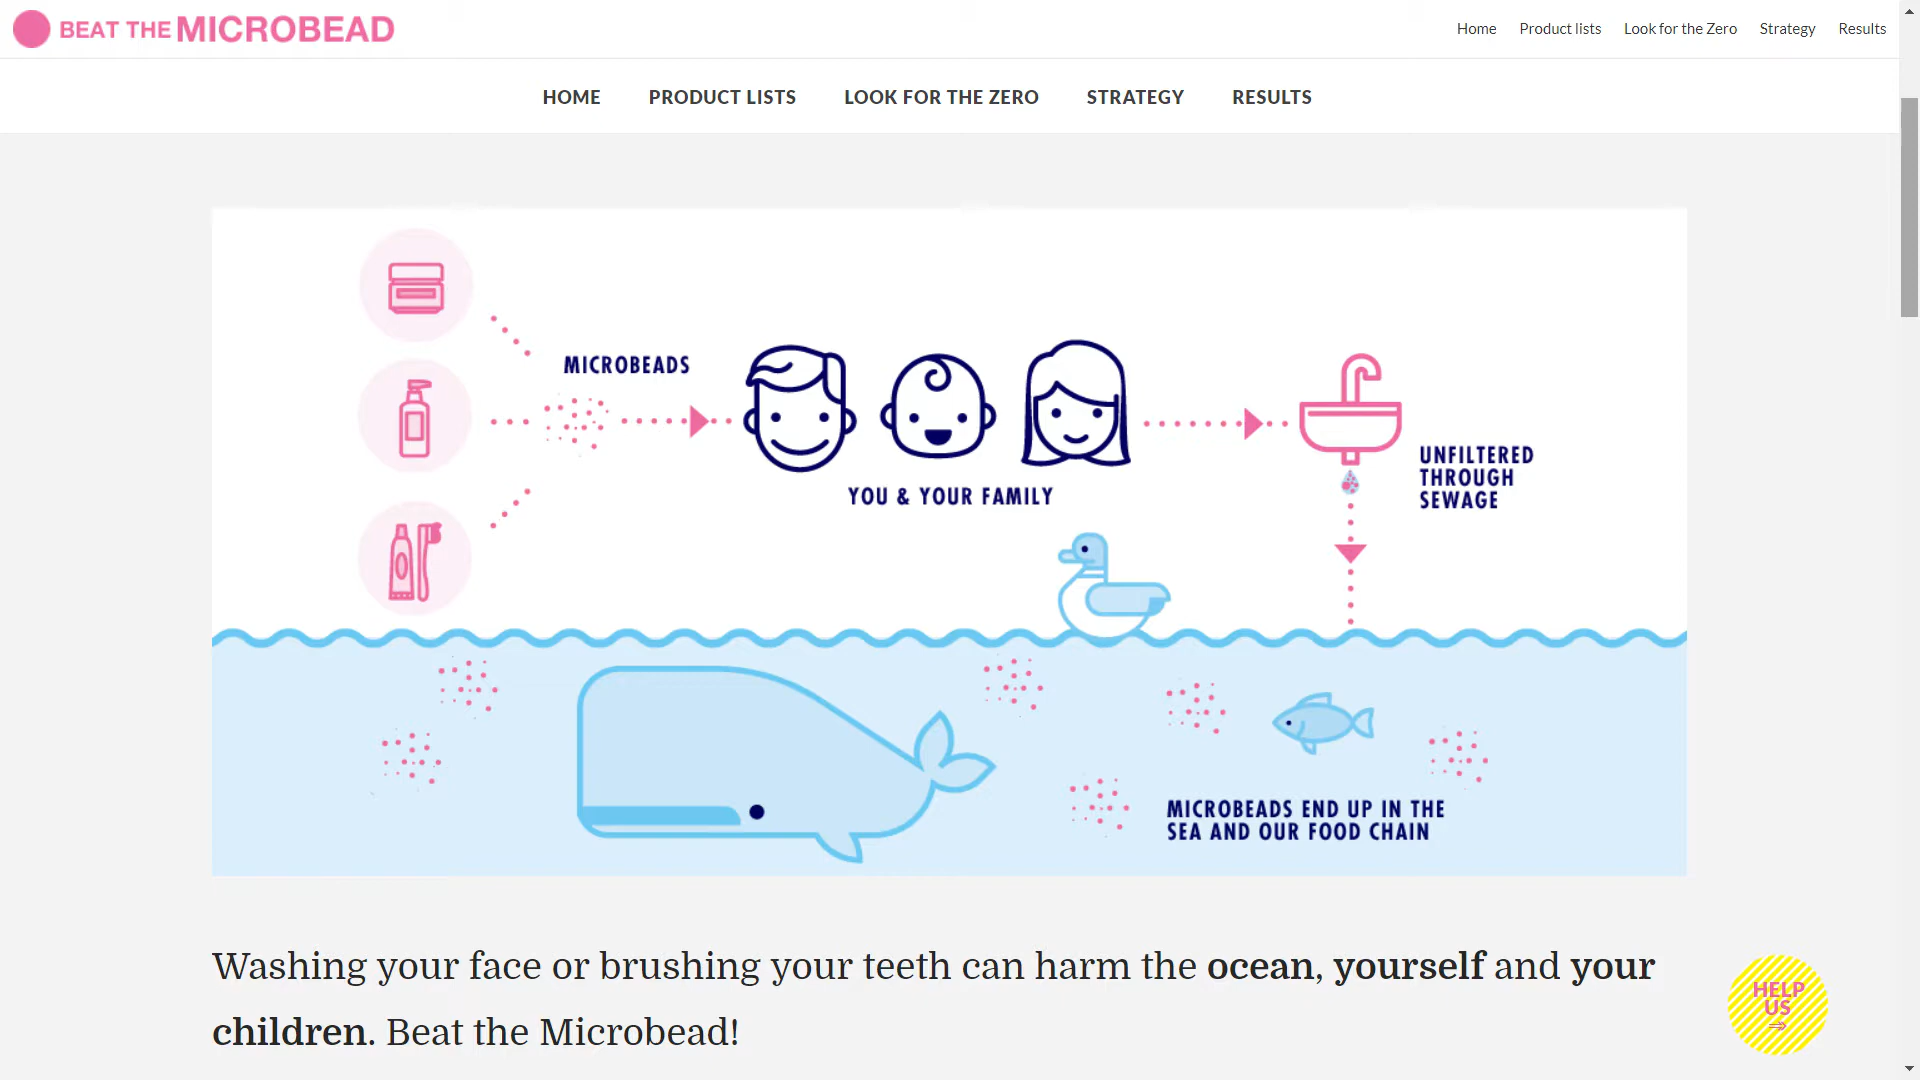 BEAT THE MICROBEAD
Home Product lists Look for the Zero Strategy Results
HOME PRODUCT LISTS LOOK FOR THE ZERO STRATEGY RESULTS
MICROBEADS
YOU & YOUR FAMILY
UNFILTERED
THROUGH
SEWAGE
MICROBEADS END UP IN THE
SEA AND OUR FOOD CHAIN
Washing your face or brushing your teeth can harm the ocean, yourself and your
children. Beat the Microbead!
HELP
US
⇒